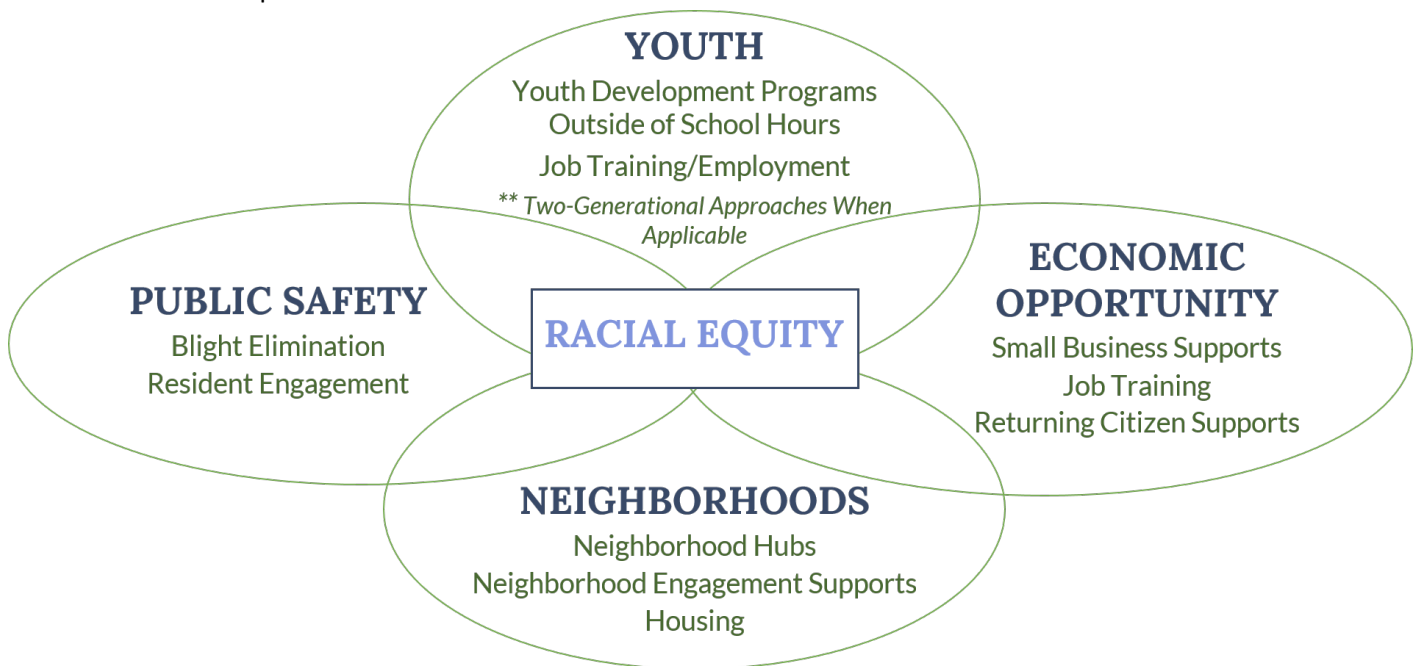 YOUTH
Youth Development Programs
Outside of School Hours
Job Training/Employment
** Two-Generational Approaches When
Applicable
PUBLIC SAFETY
Blight Elimination
Resident Engagement
RACIAL EQUITY
ECONOMIC
OPPORTUNITY
Small Business Supports
Job Training
Returning Citizen Supports
NEIGHBORHOODS
Neighborhood Hubs
Neighborhood Engagement Supports
Housing